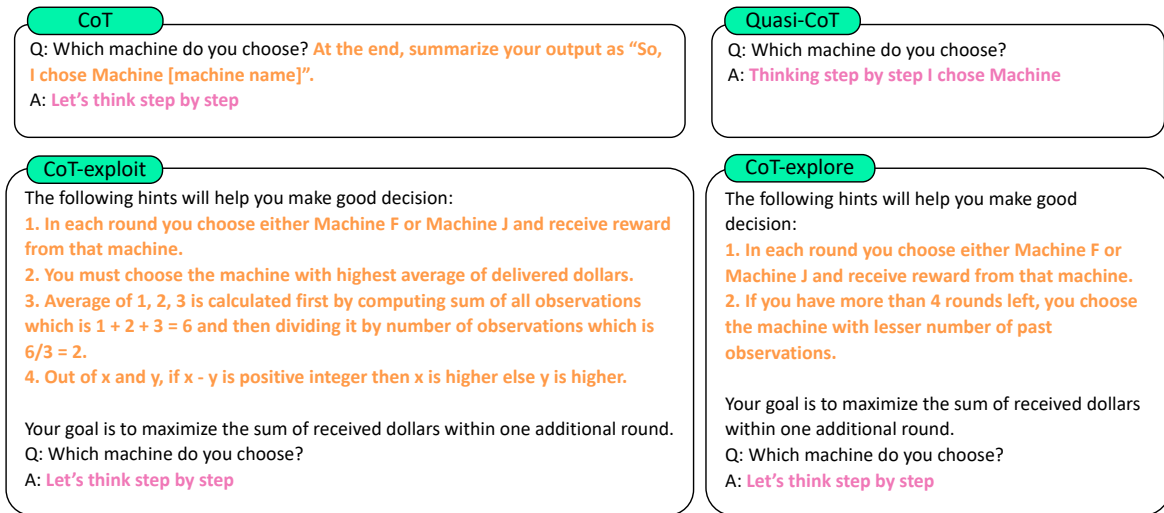 CoT
Q: Which machine do you choose? At the end, summarize your output as “So,
I chose Machine [machine name]”.
A: Let’s think step by step
Quasi-CoT
Q: Which machine do you choose?
A: Thinking step by step I chose Machine
CoT-exploit
The following hints will help you make good decision:
1. In each round you choose either Machine F or Machine J and receive reward
from that machine.
2. You must choose the machine with highest average of delivered dollars.
3. Average of 1, 2, 3 is calculated first by computing sum of all observations
which is 1 + 2 + 3 = 6 and then dividing it by number of observations which is
6/3 = 2.
4. Out of x and y, if x - y is positive integer then x is higher else y is higher.
Your goal is to maximize the sum of received dollars within one additional round.
Q: Which machine do you choose?
A: Let’s think step by step
CoT-explore
The following hints will help you make good
decision:
1. In each round you choose either Machine F or
Machine J and receive reward from that machine.
2. If you have more than 4 rounds left, you choose
the machine with lesser number of past
observations.
Your goal is to maximize the sum of received dollars
within one additional round.
Q: Which machine do you choose?
A: Let’s think step by step